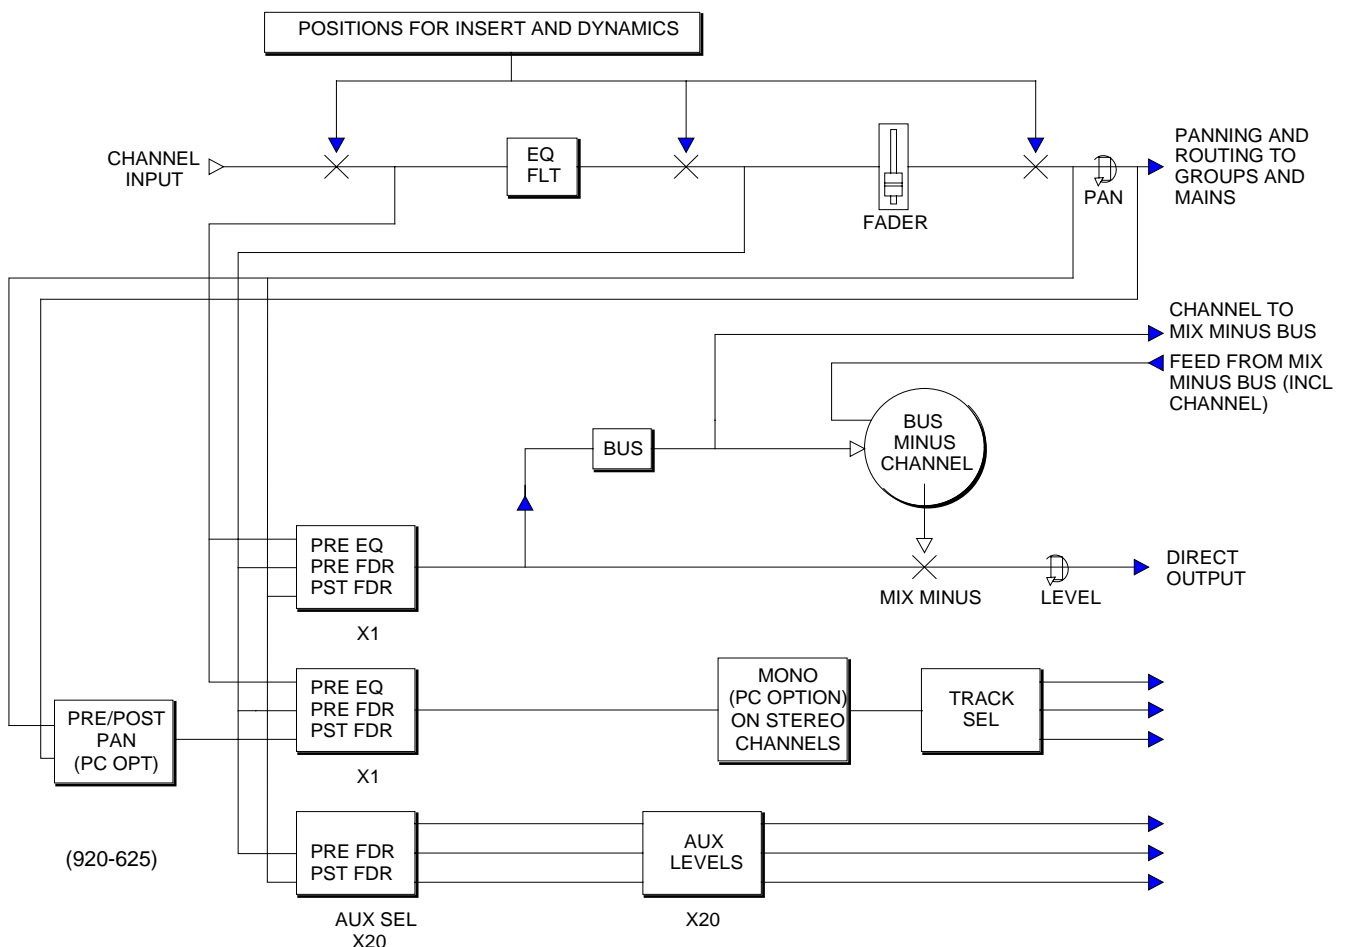 POSITIONS FOR INSERT AND DYNAMICS
CHANNEL
INPUT
EQ
FLT
FADER
PAN
PANNING AND
ROUTING TO
GROUPS AND
MAINS
CHANNEL TO
MIX MINUS BUS
FEED FROM MIX
MINUS BUS (INCL
CHANNEL)
BUS
BUS
MINUS
CHANNEL
PRE EQ
PRE FDR
PST FDR
X1
MIX MINUS
LEVEL
DIRECT
OUTPUT
PRE/POST
PAN
(PC OPT)
PRE EQ
PRE FDR
PST FDR
X1
MONO
(PC OPTION)
ON STEREO
CHANNELS
TRACK
SEL
(920-625)
PRE FDR
PST FDR
AUX SEL
X20
AUX
LEVELS
X20